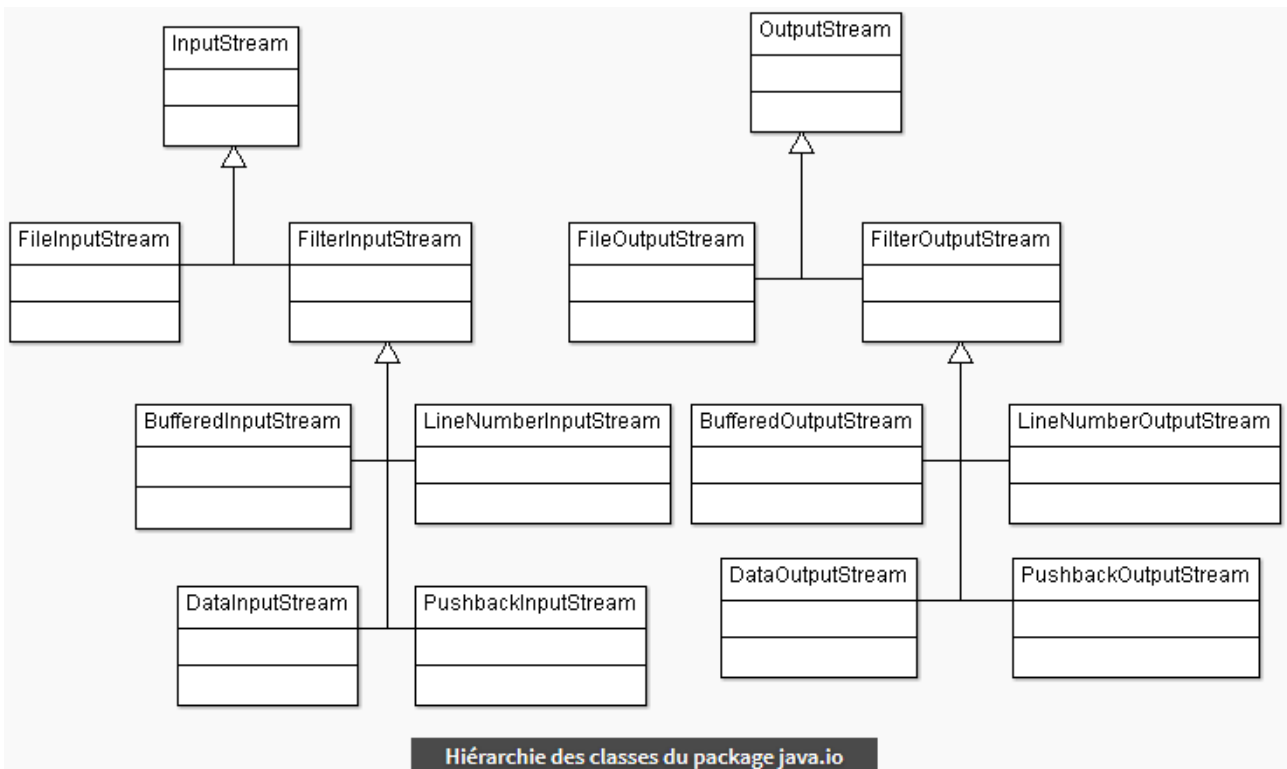 InputStream
OutputStream
FileInputStream
FilterInputStream
FileOutputStream
FilterOutputStream
BufferedInputStream
LineNumberInputStream
BufferedOutputStream
LineNumberOutputStream
DataInputStream
PushbackInputStream
DataOutputStream
PushbackOutputStream
Hiérarchie des classes du package java.io